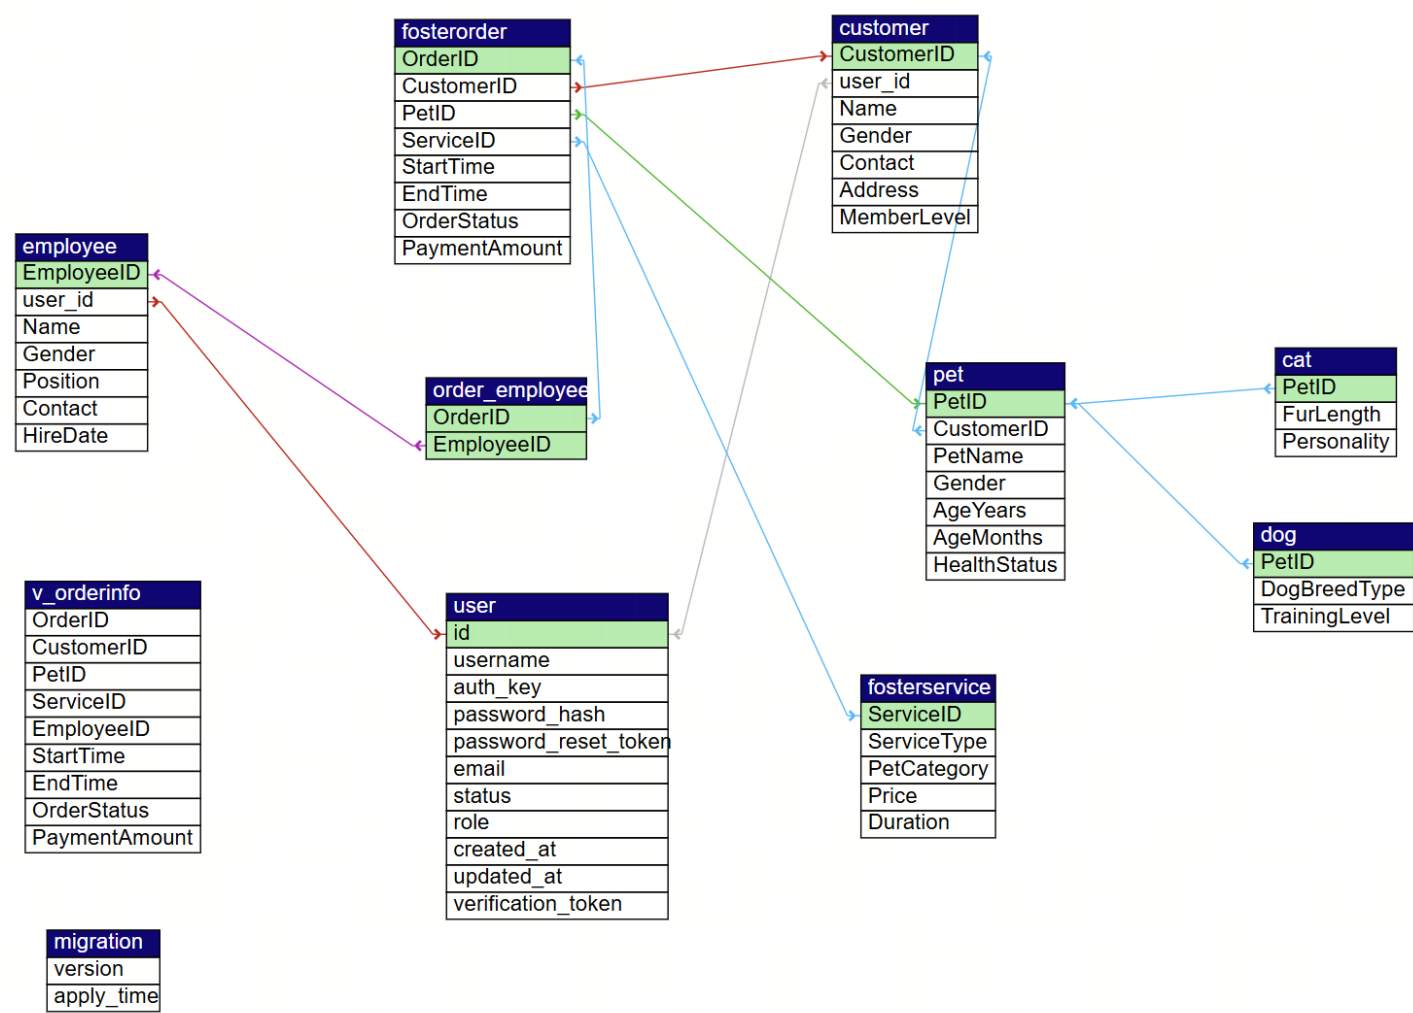 fosterorder
OrderID
CustomerID
PetID
ServiceID
StartTime
EndTime
OrderStatus
PaymentAmount
customer
CustomerID
user_id
Name
Gender
Contact
Address
MemberLevel
employee
EmployeeID
user_id
Name
Gender
Position
Contact
HireDate
order_employee
OrderID
EmployeeID
pet
PetID
CustomerID
PetName
Gender
AgeYears
AgeMonths
HealthStatus
cat
PetID
FurLength
Personality
dog
PetID
DogBreedType
TrainingLevel
v_orderinfo
OrderID
CustomerID
PetID
ServiceID
EmployeeID
StartTime
EndTime
OrderStatus
PaymentAmount
user
id
username
auth_key
password_hash
password_reset_token
email
status
role
created_at
updated_at
verification_token
fosterservice
ServiceID
ServiceType
PetCategory
Price
Duration
migration
version
apply_time